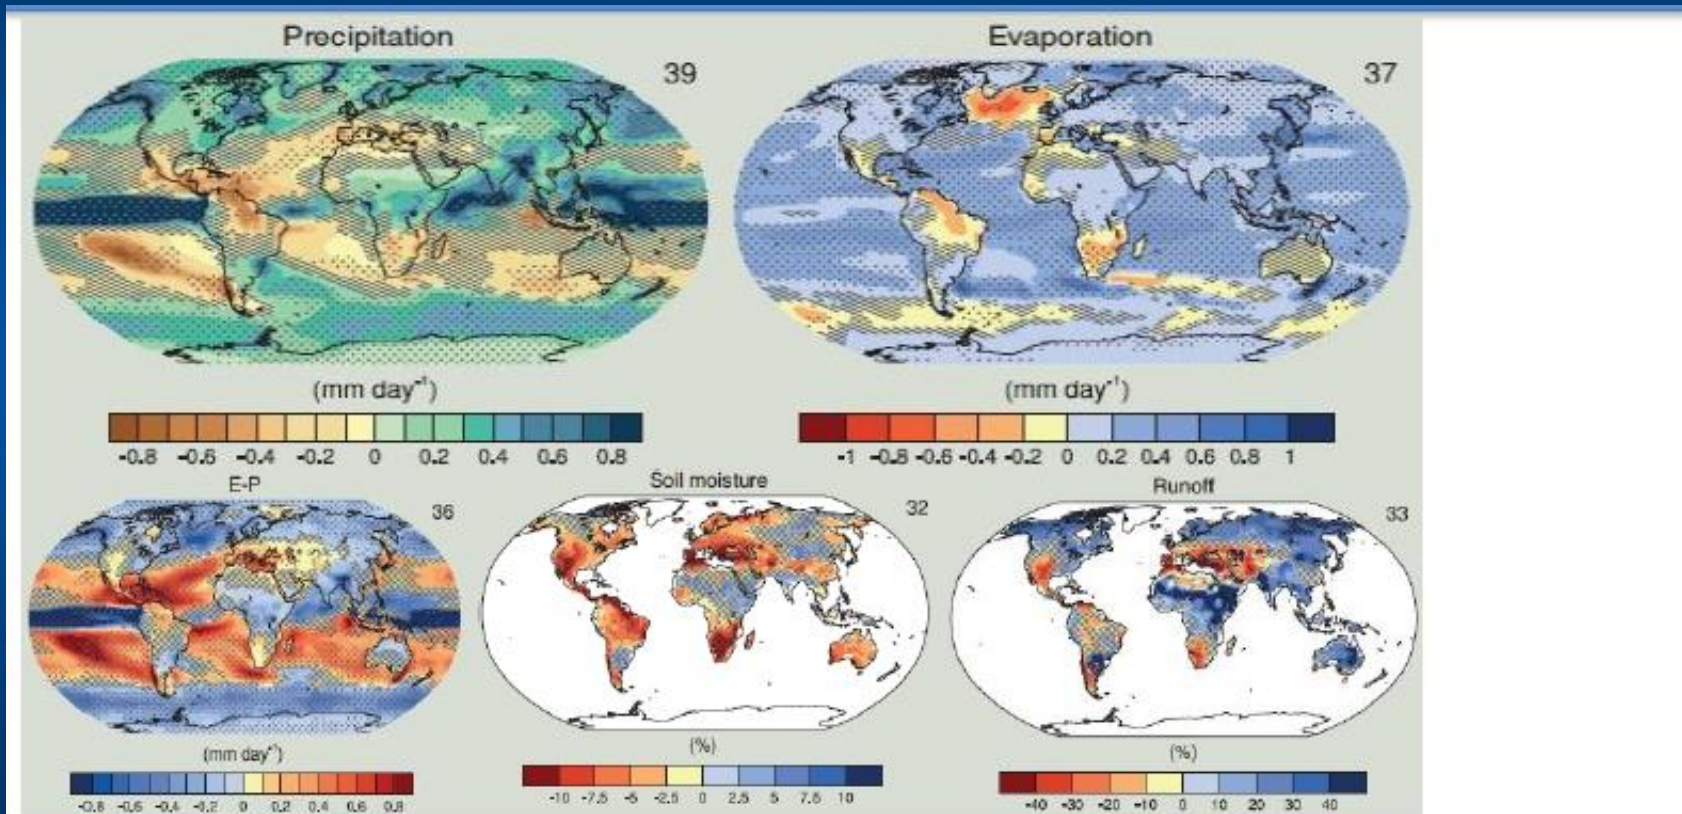 Precipitation
39
Evaporation
37
(mm day⁻¹)
-0.8 -0.6 -0.4 -0.2 0 0.2 0.4 0.6 0.8
(mm day⁻¹)
-1 -0.8 -0.6 -0.4 -0.2 0 0.2 0.4 0.6 0.8 1
E-P
36
Soil moisture
32
Runoff
33
(mm day⁻¹)
-0.8 -0.6 -0.4 -0.2 0 0.2 0.4 0.6 0.8
(%)
-10 -7.5 -5 -2.5 0 2.5 5 7.5 10
(%)
-40 -30 -20 -10 0 10 20 30 40